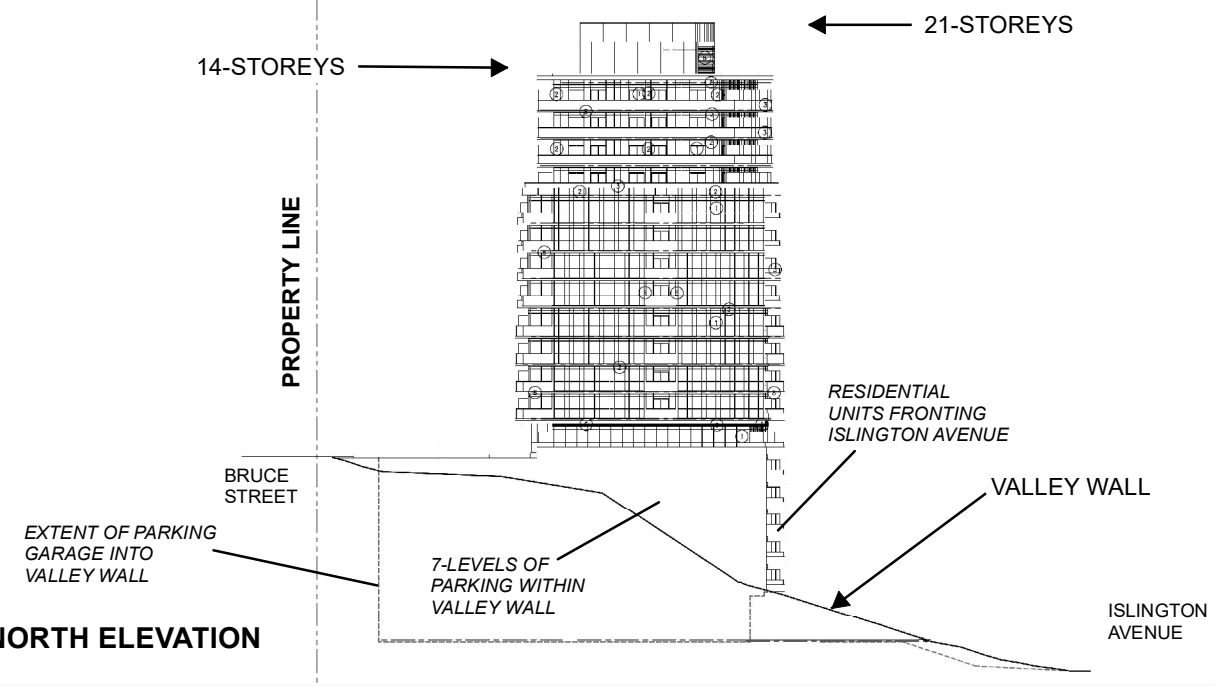 21-STOREYS
14-STOREYS
PROPERTY LINE
RESIDENTIAL
UNITS FRONTING
ISLINGTON AVENUE
BRUCE
STREET
VALLEY WALL
EXTENT OF PARKING
GARAGE INTO
VALLEY WALL
7-LEVELS OF
PARKING WITHIN
VALLEY WALL
ISLINGTON
AVENUE
NORTH ELEVATION